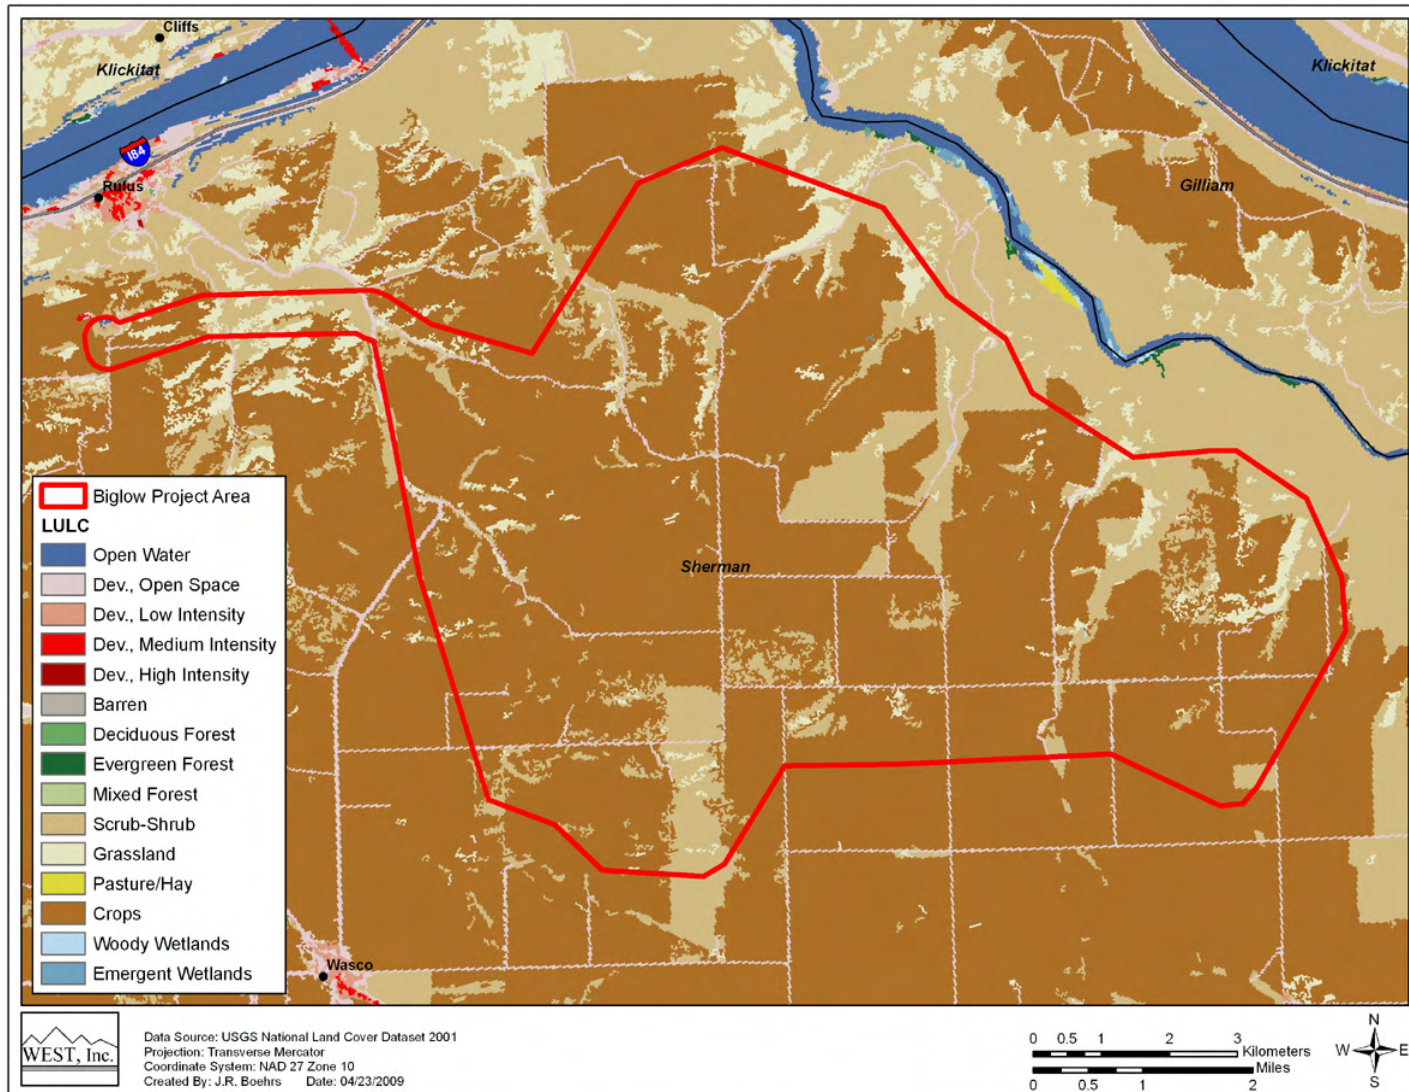 Cliffs
Klickitat
Klickitat
I84
Rufus
Gilliam
Sherman
Wasco
Biglow Project Area
LULC
Open Water
Dev., Open Space
Dev., Low Intensity
Dev., Medium Intensity
Dev., High Intensity
Barren
Deciduous Forest
Evergreen Forest
Mixed Forest
Scrub-Shrub
Grassland
Pasture/Hay
Crops
Woody Wetlands
Emergent Wetlands
WEST, Inc.
Data Source: USGS National Land Cover Dataset 2001
Projection: Transverse Mercator
Coordinate System: NAD 27 Zone 10
Created By: J.R. Boehrs Date: 04/23/2009
0 0.5 1 2 3
Kilometers
Miles
0 0.5 1 2
N
W E
S